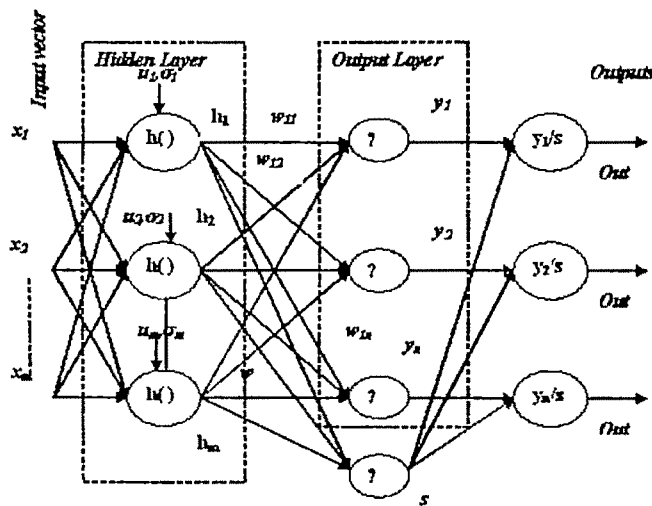 Input vector
Hidden Layer
Output Layer
Outputs
u₁,σ₁
x₁
h()
h₁
w₁₁
w₁₂
?
y₁
y₁/s
Out
x₂
u₂,σ₂
h()
h₂
?
y₂
y₂/s
Out
uₘ,σₘ
w₁ₙ
yₙ
xₙ
h()
w
?
yₙ/s
Out
hₘ
?
s